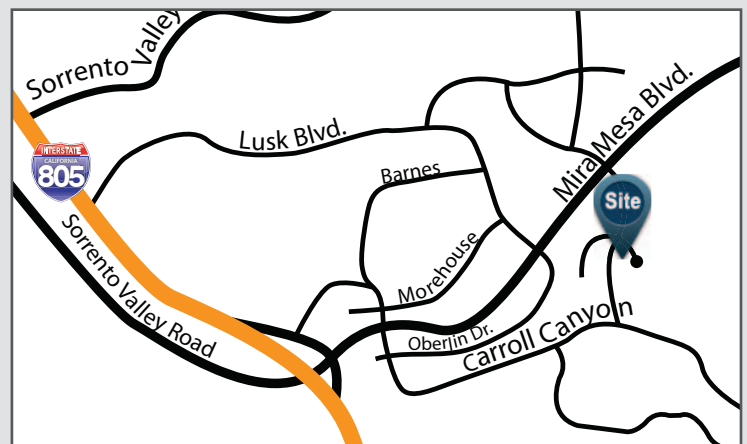 Sorrento Valley
Lusk Blvd.
Mira Mesa Blvd.
INTERSTATE
CALIFORNIA
805
Barnes
Site
Sorrento Valley Road
Morehouse
Oberlin Dr.
Carroll Canyon